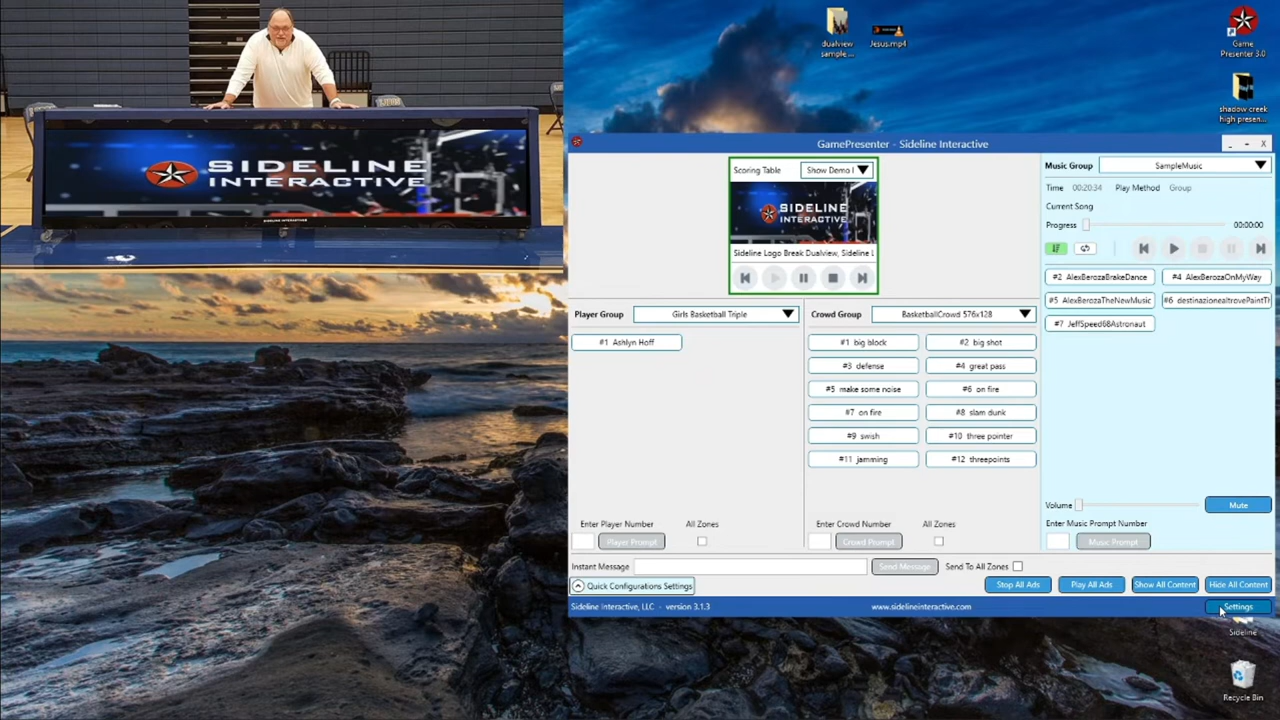 SIDELINE
INTERACTIVE
SIDELINE INTERACTIVE
dualview
sample...
Jesus.mp4
Game
Presenter 3.0
shadow creek
high presen...
GamePresenter - Sideline Interactive
Scoring Table
Show Demo I
SIDELINE
INTERACTIVE
Sideline Logo Break Dualview, Sideline L
Music Group
SampleMusic
Time 00:20:34 Play Method Group
Current Song
Progress 00:00:00
#2 AlexBerozaBrakeDance
#4 AlexBerozaOnMyWay
#5 AlexBerozaTheNewMusic
#6 destinazionealtrovePaintTh
#7 JeffSpeed68Astronaut
Player Group
Girls Basketball Triple
#1 Ashlyn Hoff
Crowd Group
BasketballCrowd 576x128
#1 big block
#2 big shot
#3 defense
#4 great pass
#5 make some noise
#6 on fire
#7 on fire
#8 slam dunk
#9 swish
#10 three pointer
#11 jamming
#12 threepoints
Volume
Mute
Enter Player Number
All Zones
Player Prompt
Enter Crowd Number
All Zones
Crowd Prompt
Enter Music Prompt Number
Music Prompt
Instant Message
Send Message
Send To All Zones
Quick Configurations Settings
Stop All Ads
Play All Ads
Show All Content
Hide All Content
Sideline Interactive, LLC - version 3.1.3
www.sidelineinteractive.com
Settings
Sideline
Recycle Bin